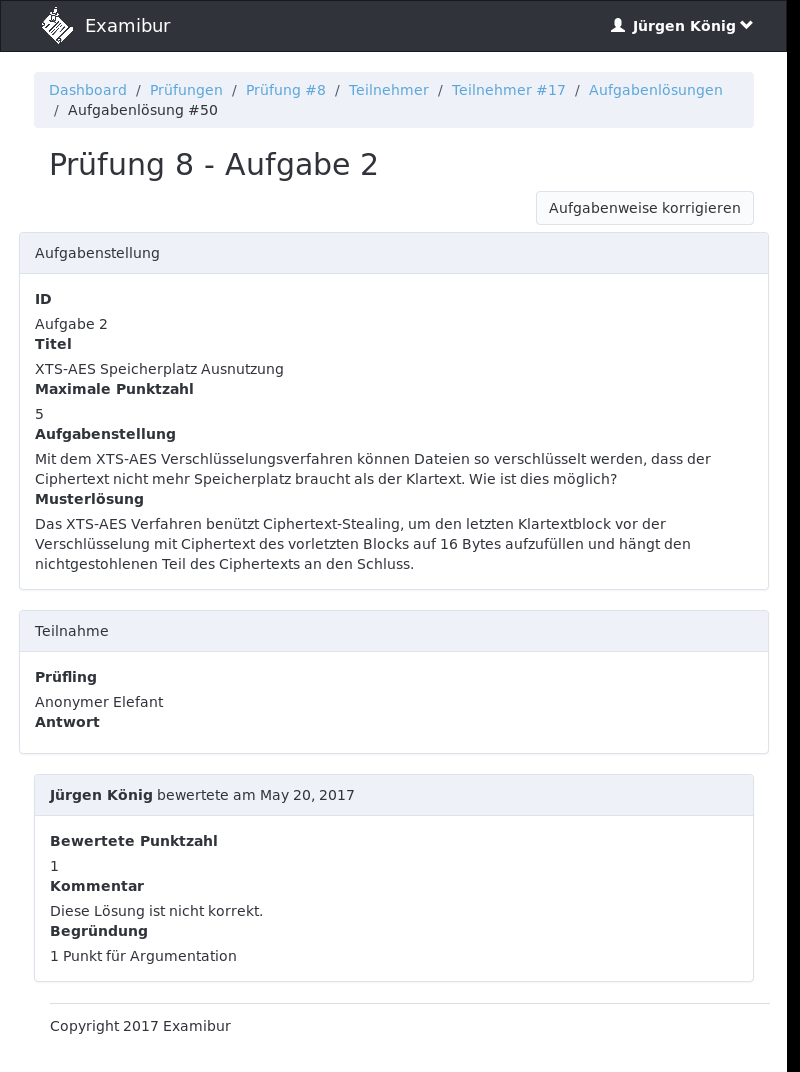 Examibur
Jürgen König
Dashboard / Prüfungen / Prüfung #8 / Teilnehmer / Teilnehmer #17 / Aufgabenlösungen
/ Aufgabenlösung #50
Prüfung 8 - Aufgabe 2
Aufgabenweise korrigieren
Aufgabenstellung
ID
Aufgabe 2
Titel
XTS-AES Speicherplatz Ausnutzung
Maximale Punktzahl
5
Aufgabenstellung
Mit dem XTS-AES Verschlüsselungsverfahren können Dateien so verschlüsselt werden, dass der
Ciphertext nicht mehr Speicherplatz braucht als der Klartext. Wie ist dies möglich?
Musterlösung
Das XTS-AES Verfahren benützt Ciphertext-Stealing, um den letzten Klartextblock vor der
Verschlüsselung mit Ciphertext des vorletzten Blocks auf 16 Bytes aufzufüllen und hängt den
nichtgestohlenen Teil des Ciphertexts an den Schluss.
Teilnahme
Prüfling
Anonymer Elefant
Antwort
Jürgen König bewertete am May 20, 2017
Bewertete Punktzahl
1
Kommentar
Diese Lösung ist nicht korrekt.
Begründung
1 Punkt für Argumentation
Copyright 2017 Examibur